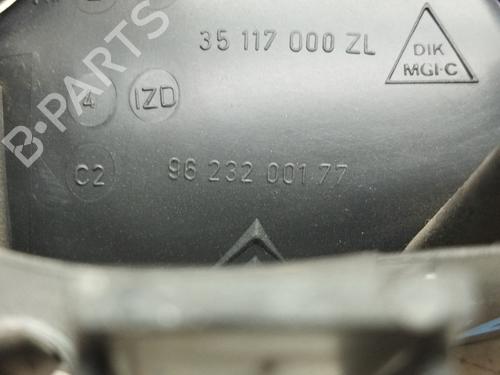 35 117 000 ZL
DIK
MGI-C
4
IZD
C2
96 232 001 77
B-PARTS